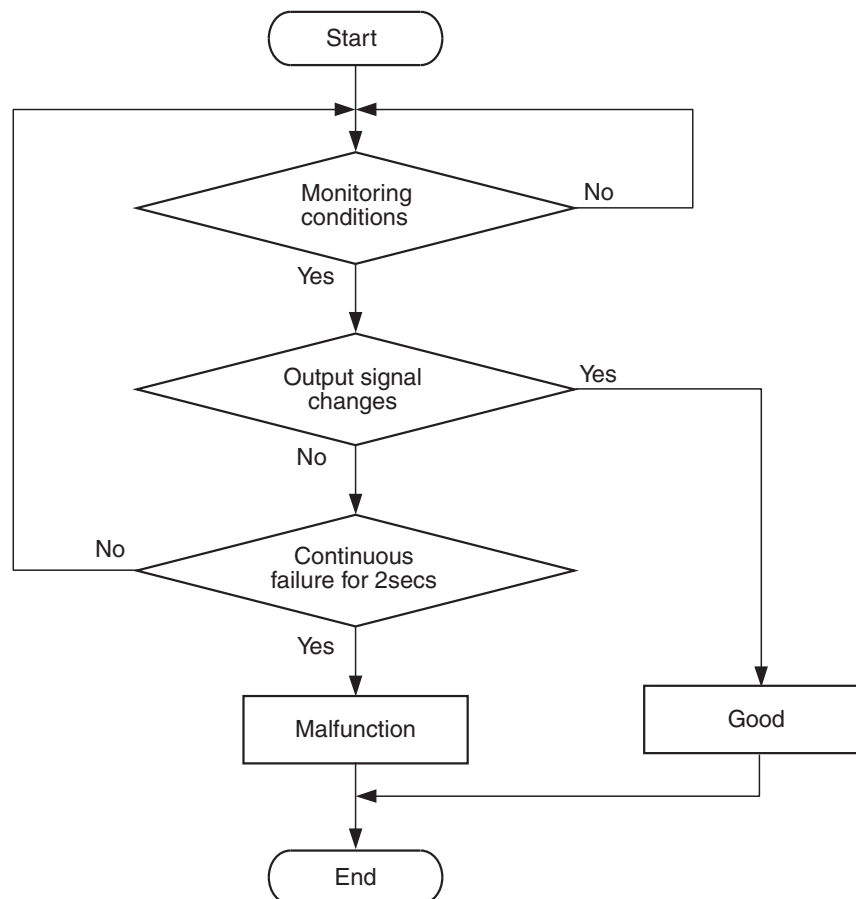 Start
Monitoring
conditions
No
Yes
Output signal
changes
Yes
No
Continuous
failure for 2secs
No
Yes
Malfunction
Good
End